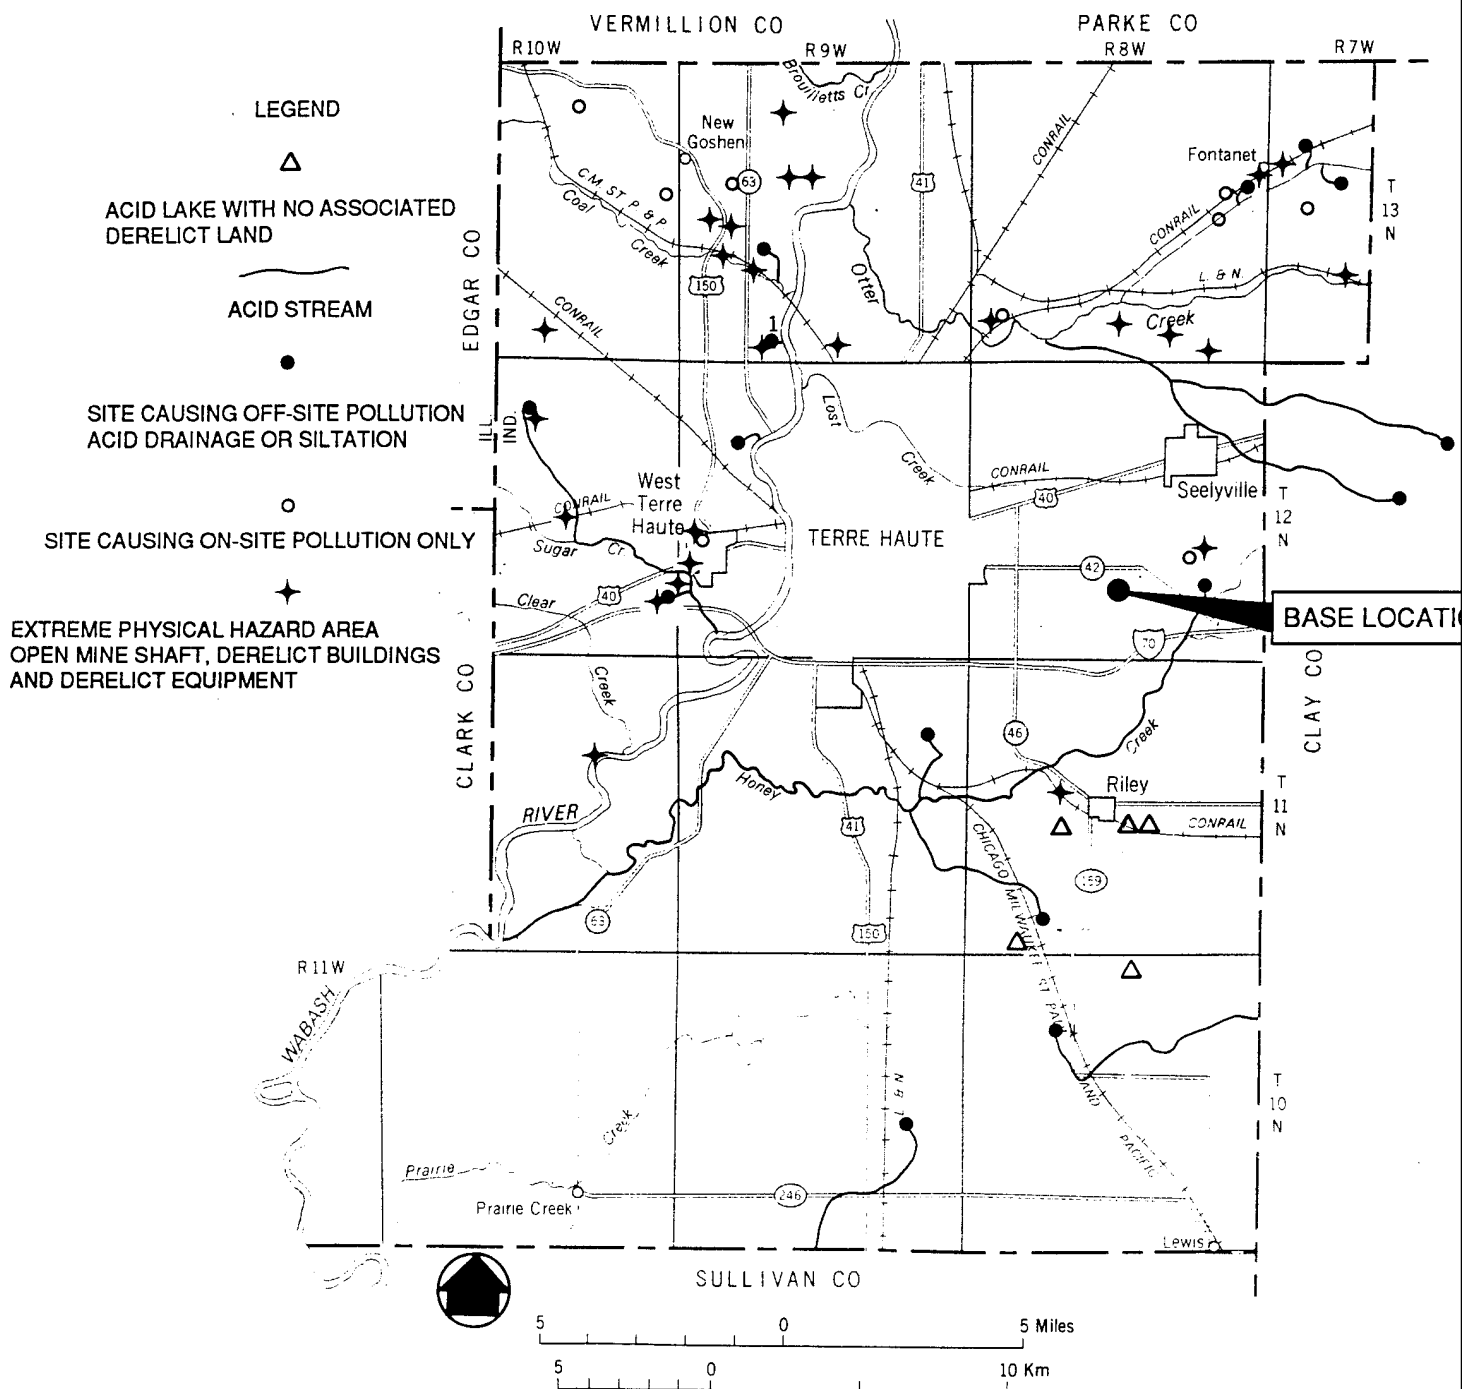 VERMILLION CO
PARKE CO
R10W
R9W
R8W
R7W
LEGEND
ACID LAKE WITH NO ASSOCIATED
DERELICT LAND
ACID STREAM
SITE CAUSING OFF-SITE POLLUTION
ACID DRAINAGE OR SILTATION
SITE CAUSING ON-SITE POLLUTION ONLY
EXTREME PHYSICAL HAZARD AREA
OPEN MINE SHAFT, DERELICT BUILDINGS
AND DERELICT EQUIPMENT
Brouilletts Cr.
New
Goshen
63
41
CONRAIL
Fontanet
T
13
N
C.M. ST P. & P.
Coal
Creek
EDGAR CO
150
Otter
CONRAIL
L. & N.
Creek
CONRAIL
1
ILL.
IND.
Lost
Creek
CONRAIL
40
Seelyville
T
12
N
West
Terre
Haute
CONRAIL
Sugar
Cr.
TERRE HAUTE
42
40
Clear
Creek
BASE LOCATIO
70
CLARK CO
CLAY CO
46
Creek
Honey
Riley
T
11
N
RIVER
41
CONRAIL
159
63
150
CHICAGO MILWAUKEE ST PAUL
AND
PACIFIC
R11W
WABASH
T
10
N
N & L
Creek
Prairie
Prairie Creek
246
Lewis
SULLIVAN CO
5
0
5 Miles
5
0
10 Km